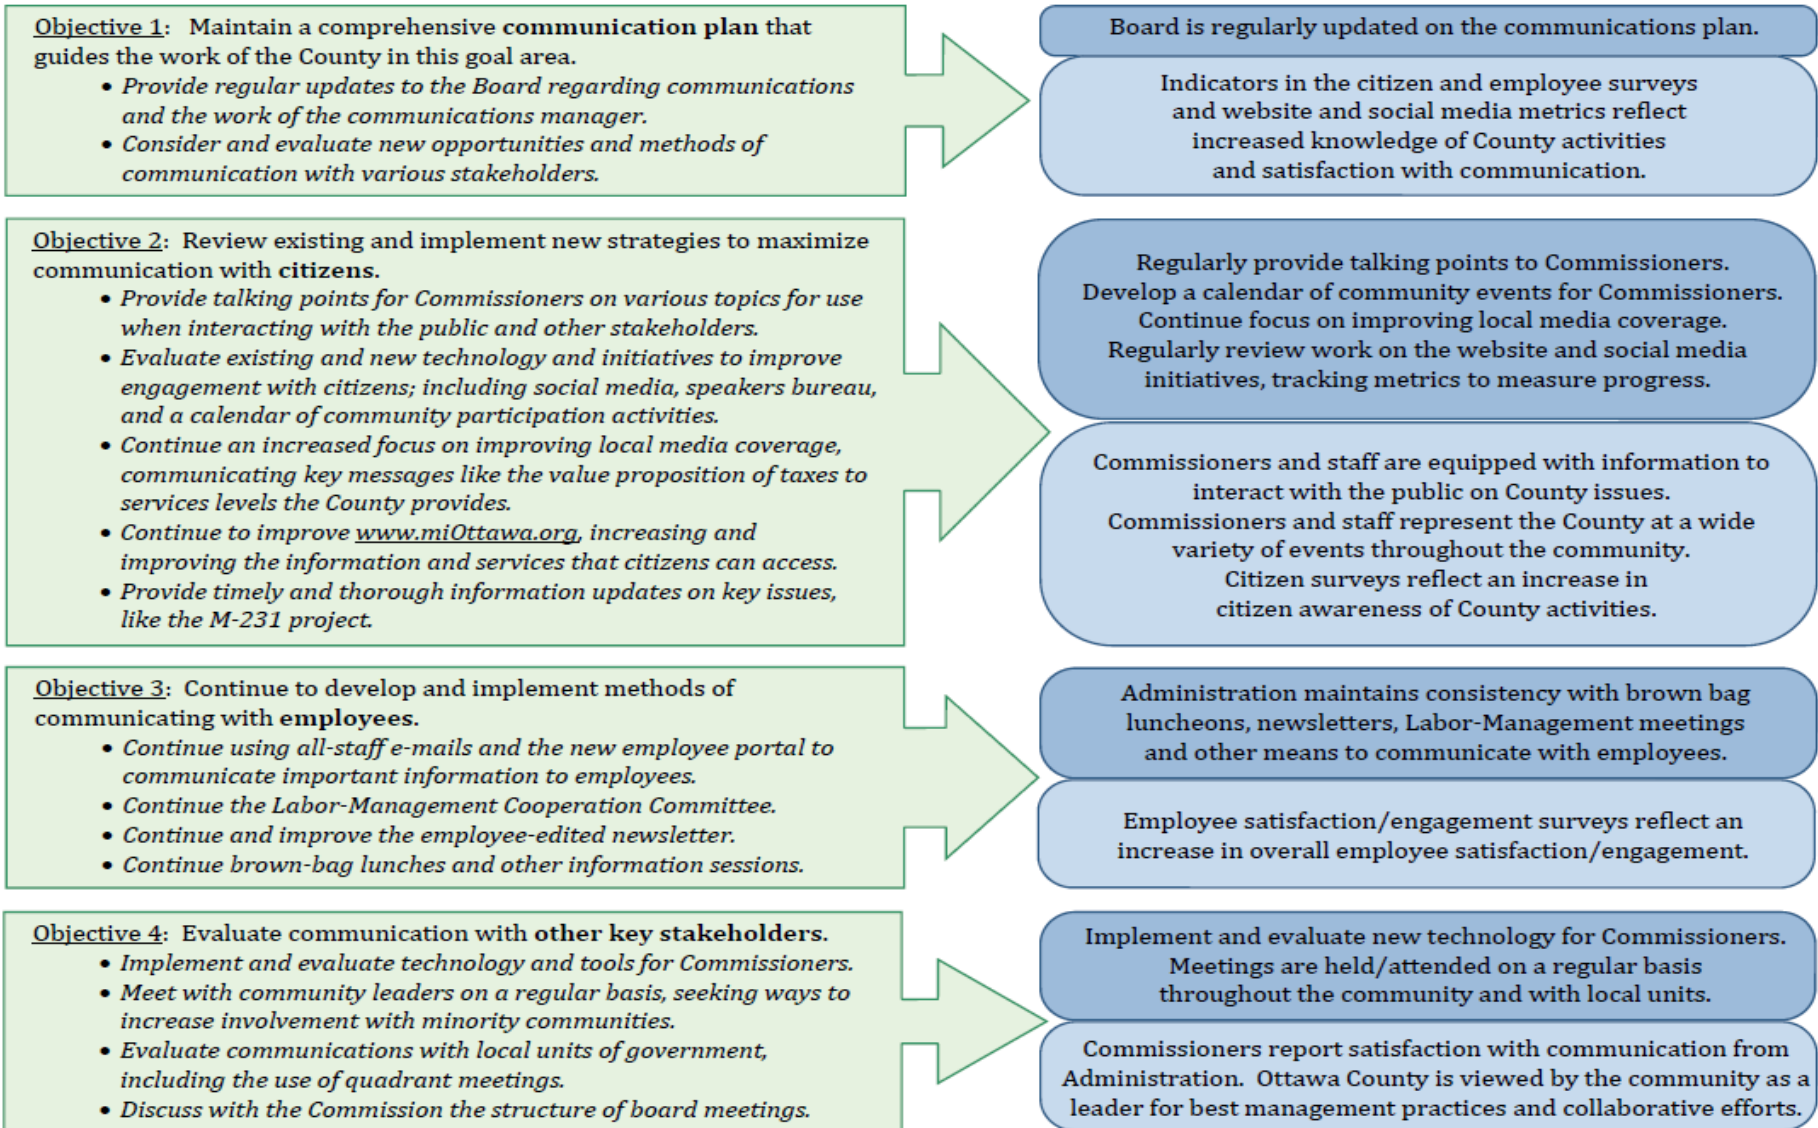 Objective 1: Maintain a comprehensive communication plan that
guides the work of the County in this goal area.
• Provide regular updates to the Board regarding communications
and the work of the communications manager.
• Consider and evaluate new opportunities and methods of
communication with various stakeholders.
Board is regularly updated on the communications plan.
Indicators in the citizen and employee surveys
and website and social media metrics reflect
increased knowledge of County activities
and satisfaction with communication.
Objective 2: Review existing and implement new strategies to maximize
communication with citizens.
• Provide talking points for Commissioners on various topics for use
when interacting with the public and other stakeholders.
• Evaluate existing and new technology and initiatives to improve
engagement with citizens; including social media, speakers bureau,
and a calendar of community participation activities.
• Continue an increased focus on improving local media coverage,
communicating key messages like the value proposition of taxes to
services levels the County provides.
• Continue to improve www.miOttawa.org, increasing and
improving the information and services that citizens can access.
• Provide timely and thorough information updates on key issues,
like the M-231 project.
Regularly provide talking points to Commissioners.
Develop a calendar of community events for Commissioners.
Continue focus on improving local media coverage.
Regularly review work on the website and social media
initiatives, tracking metrics to measure progress.
Commissioners and staff are equipped with information to
interact with the public on County issues.
Commissioners and staff represent the County at a wide
variety of events throughout the community.
Citizen surveys reflect an increase in
citizen awareness of County activities.
Objective 3: Continue to develop and implement methods of
communicating with employees.
• Continue using all-staff e-mails and the new employee portal to
communicate important information to employees.
• Continue the Labor-Management Cooperation Committee.
• Continue and improve the employee-edited newsletter.
• Continue brown-bag lunches and other information sessions.
Administration maintains consistency with brown bag
luncheons, newsletters, Labor-Management meetings
and other means to communicate with employees.
Employee satisfaction/engagement surveys reflect an
increase in overall employee satisfaction/engagement.
Objective 4: Evaluate communication with other key stakeholders.
• Implement and evaluate technology and tools for Commissioners.
• Meet with community leaders on a regular basis, seeking ways to
increase involvement with minority communities.
• Evaluate communications with local units of government,
including the use of quadrant meetings.
• Discuss with the Commission the structure of board meetings.
Implement and evaluate new technology for Commissioners.
Meetings are held/attended on a regular basis
throughout the community and with local units.
Commissioners report satisfaction with communication from
Administration. Ottawa County is viewed by the community as a
leader for best management practices and collaborative efforts.